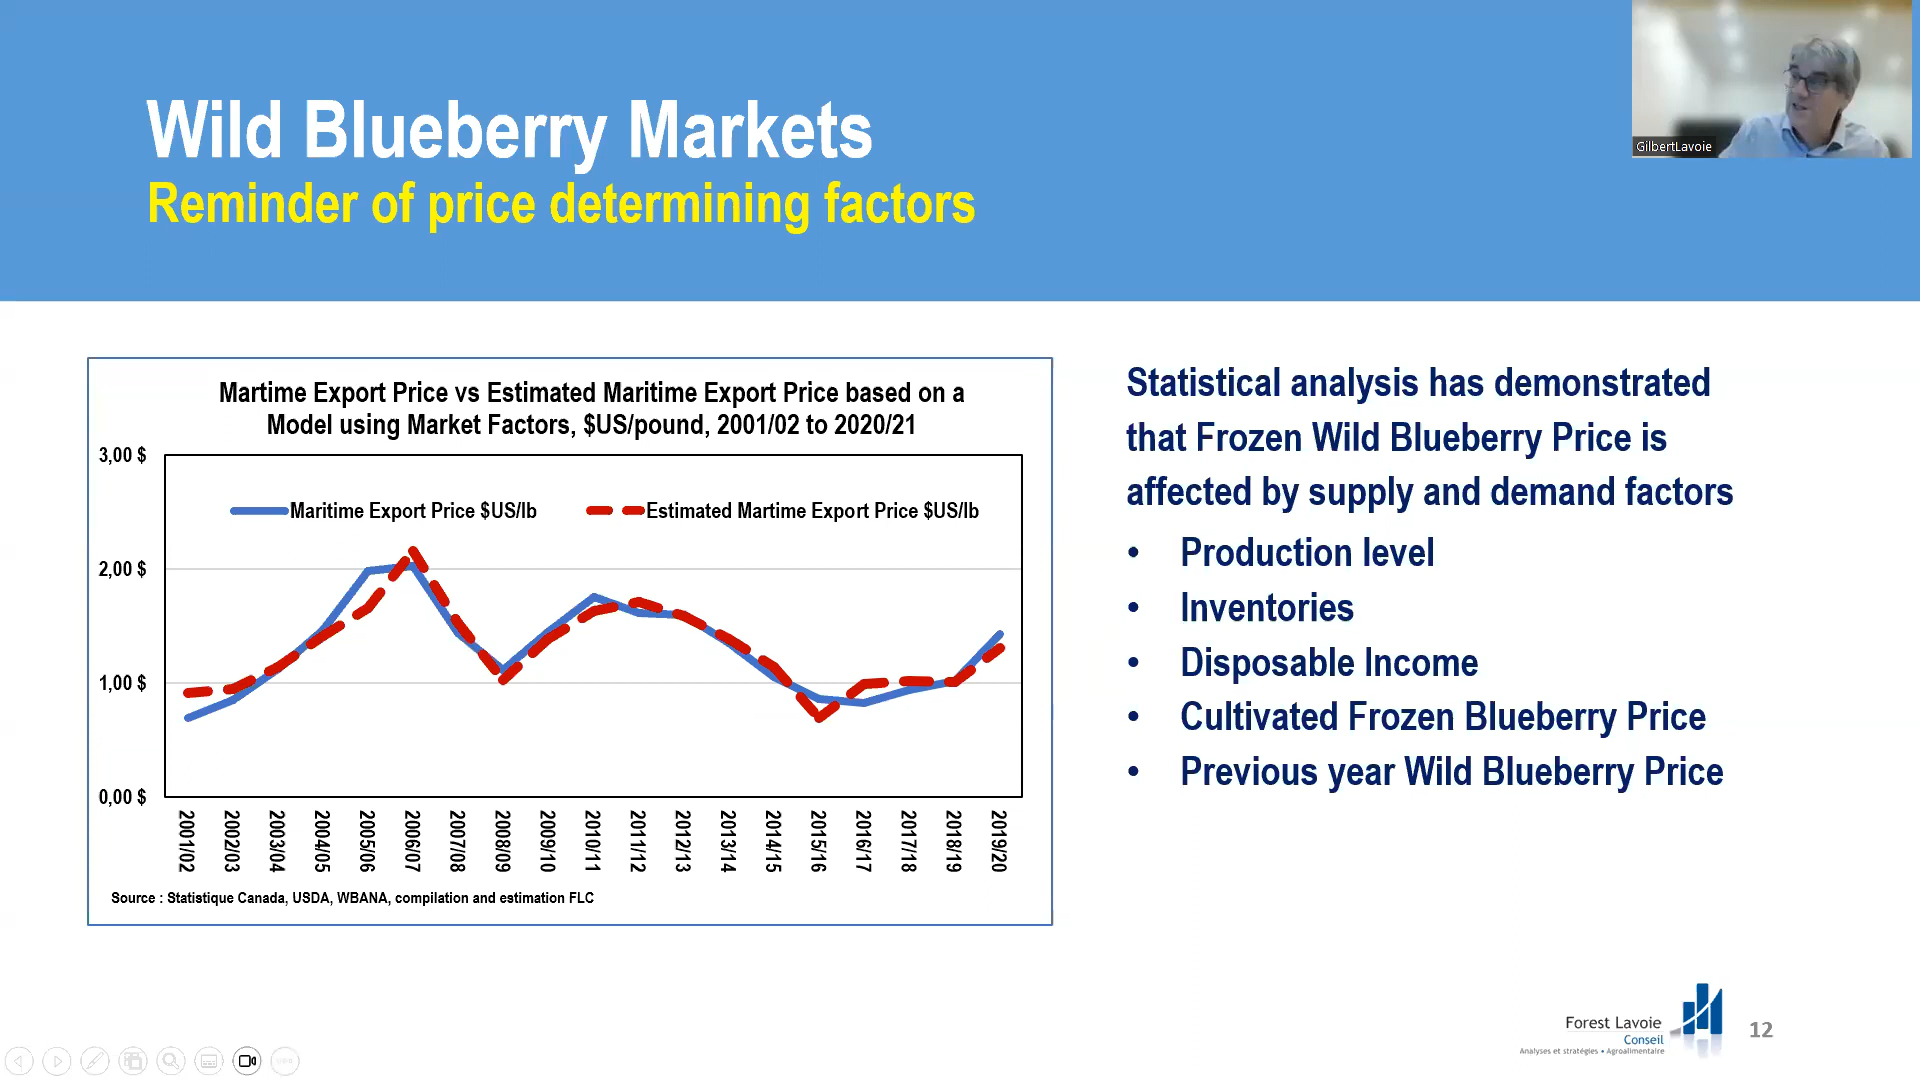 Wild Blueberry Markets
Reminder of price determining factors
GilbertLavoie
Martime Export Price vs Estimated Maritime Export Price based on a
Model using Market Factors, $US/pound, 2001/02 to 2020/21
3,00 $
2,00 $
1,00 $
0,00 $
Maritime Export Price $US/lb
Estimated Martime Export Price $US/lb
2001/02
2002/03
2003/04
2004/05
2005/06
2006/07
2007/08
2008/09
2009/10
2010/11
2011/12
2012/13
2013/14
2014/15
2015/16
2016/17
2017/18
2018/19
2019/20
Source : Statistique Canada, USDA, WBANA, compilation and estimation FLC
Statistical analysis has demonstrated
that Frozen Wild Blueberry Price is
affected by supply and demand factors
• Production level
• Inventories
• Disposable Income
• Cultivated Frozen Blueberry Price
• Previous year Wild Blueberry Price
Forest Lavoie
Conseil
Analyses et stratégies • Agroalimentaire
12